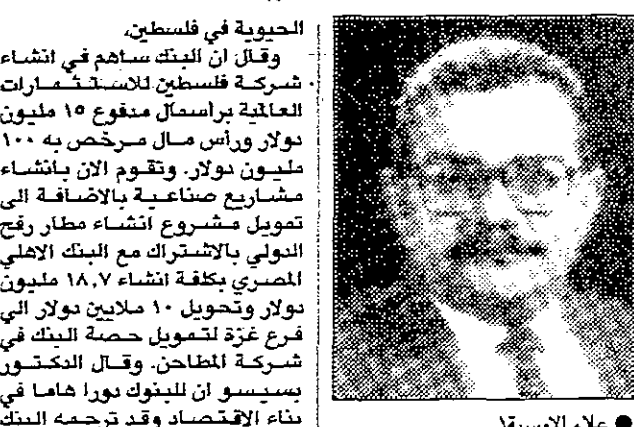 الحيوية في فلسطين.
وقال ان البنك ساهم في انشاء
شركة فلسطين للاستثمارات
العالمية براسمال مدفوع ١٥ مليون
دولار ورأس مال مرخص به ١٠٠
مليون دولار. وتقوم الان بانشاء
مشاريع صناعية بالاضافة الى
تمويل مشروع انشاء مطار رفح
الدولي بالاشتراك مع البنك الاهلي
المصري بكلفة انشاء ١٨,٧ مليون
دولار وتحويل ١٠ ملايين دولار الي
فرع غزة لتمويل حصة البنك في
شركة المطاحن. وقال الدكتور
بسيسو ان للبنوك دورا هاما في
بناء الاقتصاد وقد ترجمه البنك
● علاء